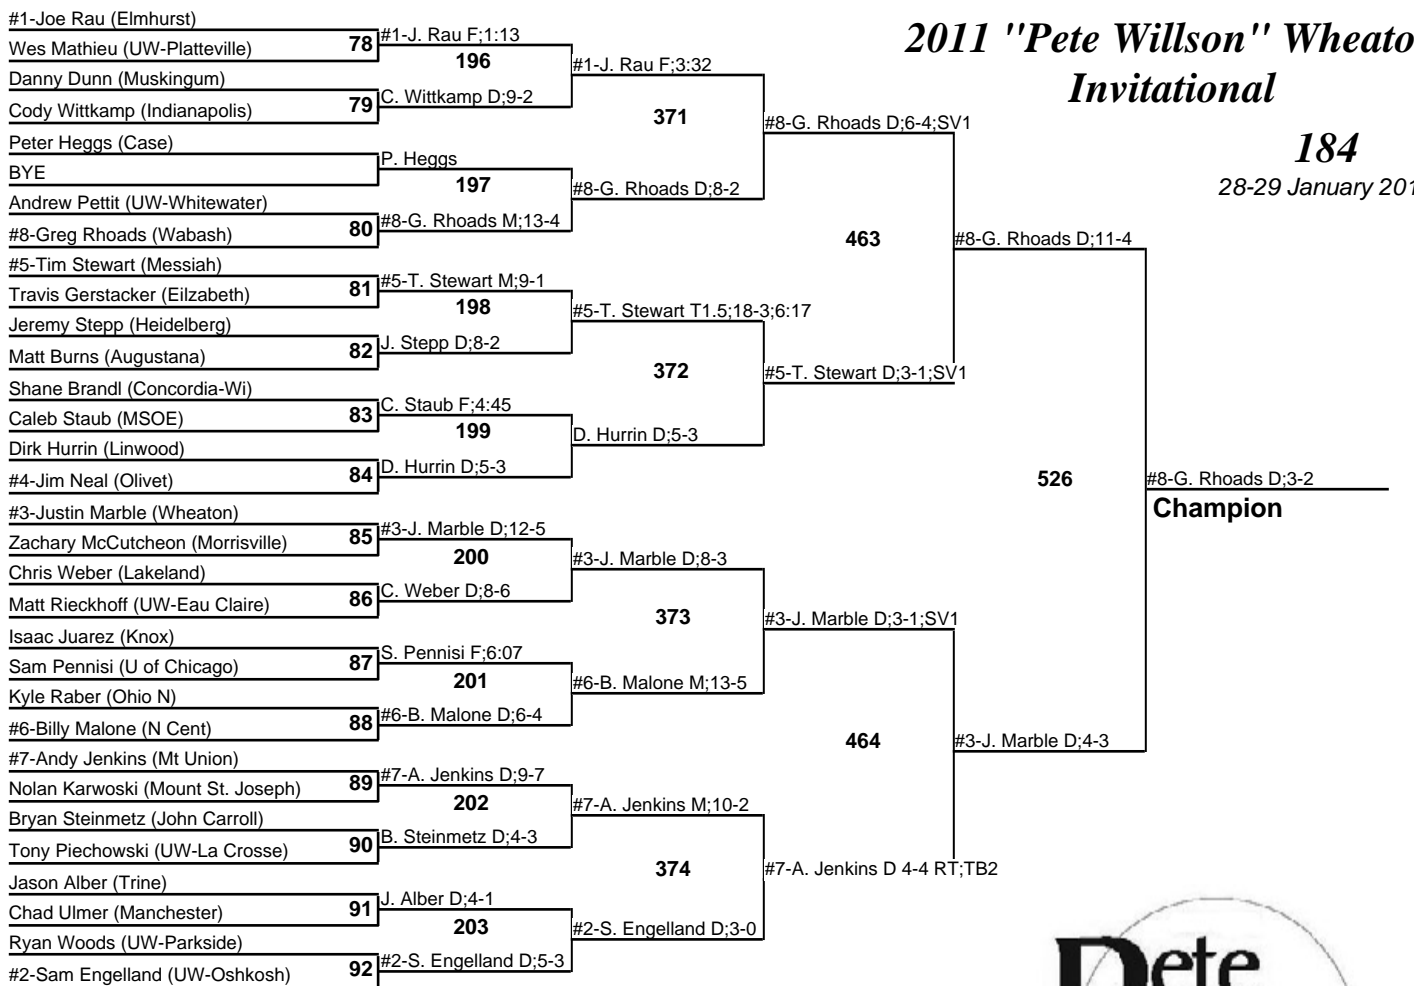 2011 "Pete Willson" Wheato
Invitational
184
28-29 January 201
#1-Joe Rau (Elmhurst)
Wes Mathieu (UW-Platteville)
Danny Dunn (Muskingum)
Cody Wittkamp (Indianapolis)
Peter Heggs (Case)
BYE
Andrew Pettit (UW-Whitewater)
#8-Greg Rhoads (Wabash)
#5-Tim Stewart (Messiah)
Travis Gerstacker (Eilzabeth)
Jeremy Stepp (Heidelberg)
Matt Burns (Augustana)
Shane Brandl (Concordia-Wi)
Caleb Staub (MSOE)
Dirk Hurrin (Linwood)
#4-Jim Neal (Olivet)
#3-Justin Marble (Wheaton)
Zachary McCutcheon (Morrisville)
Chris Weber (Lakeland)
Matt Rieckhoff (UW-Eau Claire)
Isaac Juarez (Knox)
Sam Pennisi (U of Chicago)
Kyle Raber (Ohio N)
#6-Billy Malone (N Cent)
#7-Andy Jenkins (Mt Union)
Nolan Karwoski (Mount St. Joseph)
Bryan Steinmetz (John Carroll)
Tony Piechowski (UW-La Crosse)
Jason Alber (Trine)
Chad Ulmer (Manchester)
Ryan Woods (UW-Parkside)
#2-Sam Engelland (UW-Oshkosh)
78
79
80
81
82
83
84
85
86
87
88
89
90
91
92
#1-J. Rau F;1:13
196
C. Wittkamp D;9-2
P. Heggs
197
#8-G. Rhoads M;13-4
#5-T. Stewart M;9-1
198
J. Stepp D;8-2
C. Staub F;4:45
199
D. Hurrin D;5-3
#3-J. Marble D;12-5
200
C. Weber D;8-6
S. Pennisi F;6:07
201
#6-B. Malone D;6-4
#7-A. Jenkins D;9-7
202
B. Steinmetz D;4-3
J. Alber D;4-1
203
#2-S. Engelland D;5-3
#1-J. Rau F;3:32
371
#8-G. Rhoads D;8-2
#5-T. Stewart T1.5;18-3;6:17
372
D. Hurrin D;5-3
#3-J. Marble D;8-3
373
#6-B. Malone M;13-5
#7-A. Jenkins M;10-2
374
#2-S. Engelland D;3-0
#8-G. Rhoads D;6-4;SV1
463
#5-T. Stewart D;3-1;SV1
#3-J. Marble D;3-1;SV1
464
#7-A. Jenkins D 4-4 RT;TB2
#8-G. Rhoads D;11-4
526
#3-J. Marble D;4-3
#8-G. Rhoads D;3-2
Champion
Pete